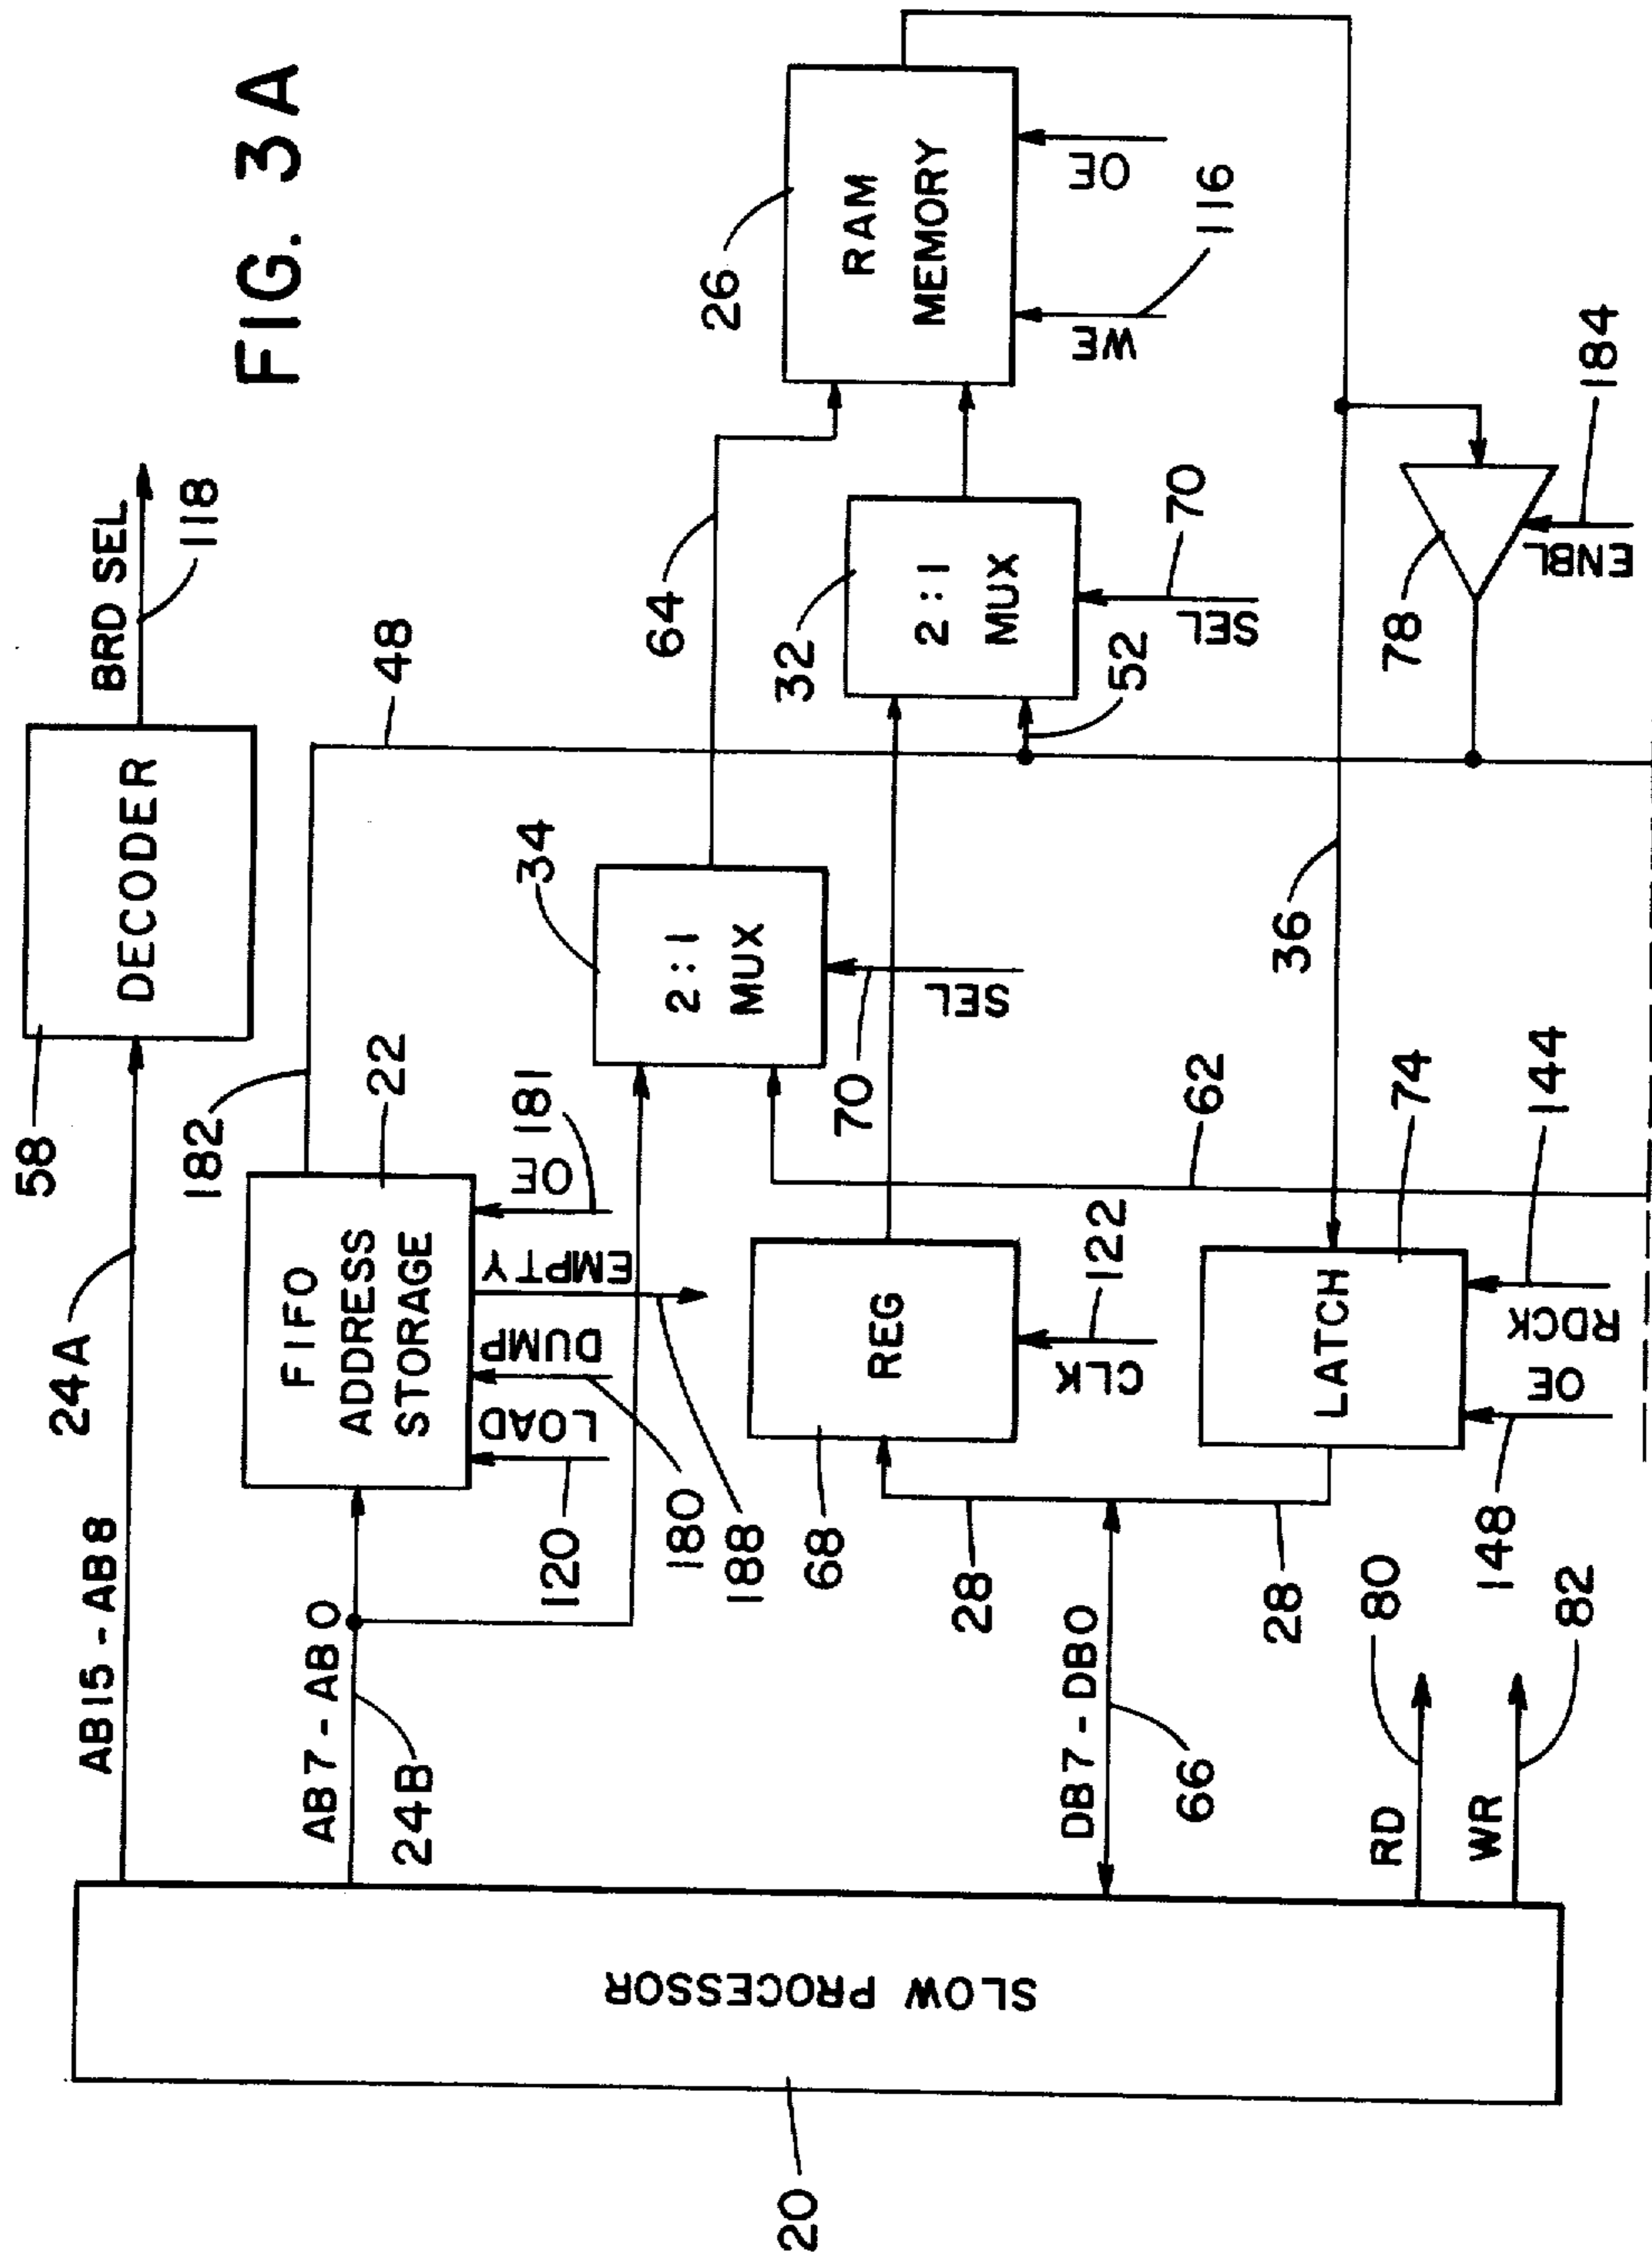 FIG. 3A
58
DECODER
BRD SEL
118
24A
AB15-AB8
182
48
22
FIFO
ADDRESS
STORAGE
LOAD
DUMP
EMPTY
OE
181
AB7-AB0
24B
120
180
188
34
2:1
MUX
SEL
70
64
26
RAM
MEMORY
WE
OE
116
32
2:1
MUX
SEL
70
52
68
REG
CLK
122
62
28
DB7-DB0
66
28
36
LATCH
74
OE
RDCK
148
144
78
ENBL
184
RD
80
WR
82
SLOW PROCESSOR
20